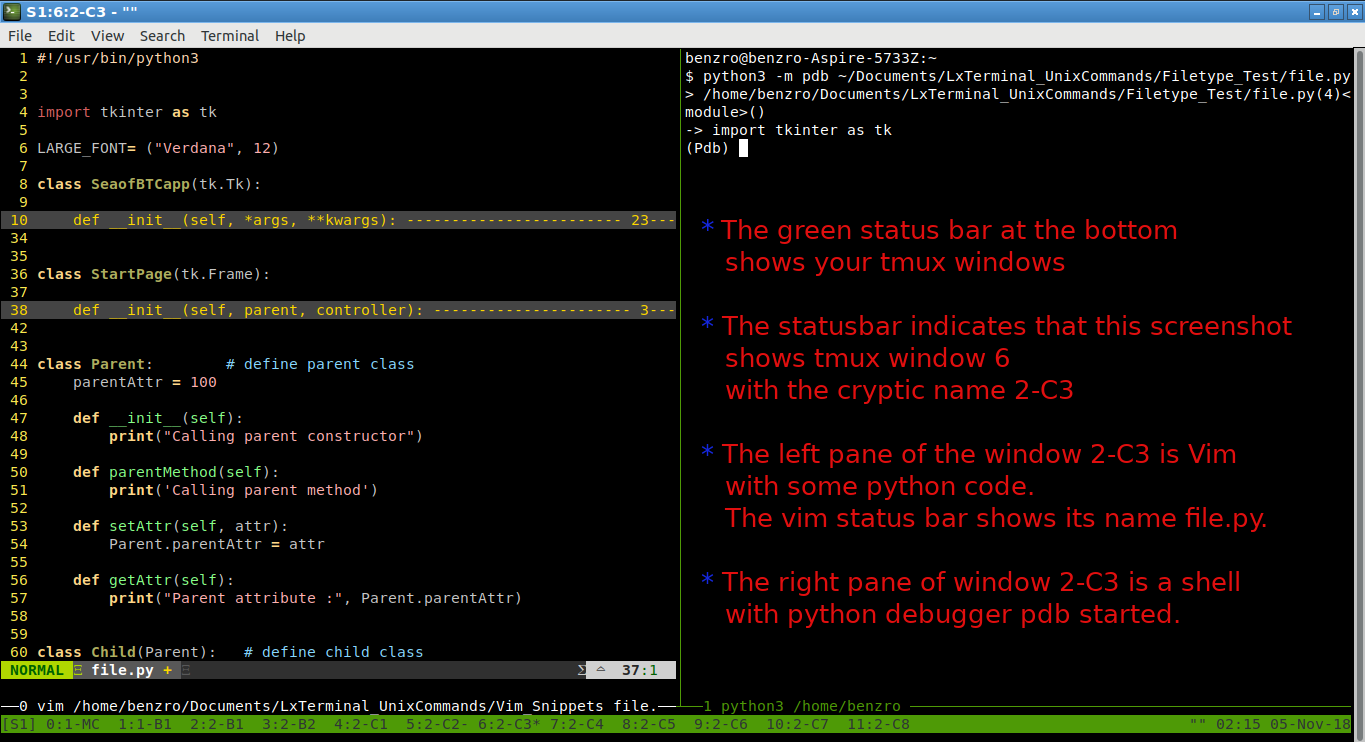 S1:6:2-C3 - ""
File Edit View Search Terminal Help
1 #!/usr/bin/python3
2
3
4 import tkinter as tk
5
6 LARGE_FONT= ("Verdana", 12)
7
8 class SeaofBTCapp(tk.Tk):
9
10     def __init__(self, *args, **kwargs): ------------------------ 23---
34
35
36 class StartPage(tk.Frame):
37
38     def __init__(self, parent, controller): ---------------------- 3---
42
43
44 class Parent:        # define parent class
45     parentAttr = 100
46
47     def __init__(self):
48         print("Calling parent constructor")
49
50     def parentMethod(self):
51         print('Calling parent method')
52
53     def setAttr(self, attr):
54         Parent.parentAttr = attr
55
56     def getAttr(self):
57         print("Parent attribute :", Parent.parentAttr)
58
59
60 class Child(Parent):   # define child class
NORMAL file.py + 37:1
──0 vim /home/benzro/Documents/LxTerminal_UnixCommands/Vim_Snippets file.──
benzro@benzro-Aspire-5733Z:~
$ python3 -m pdb ~/Documents/LxTerminal_UnixCommands/Filetype_Test/file.py
> /home/benzro/Documents/LxTerminal_UnixCommands/Filetype_Test/file.py(4)<
module>()
-> import tkinter as tk
(Pdb)
* The green status bar at the bottom
shows your tmux windows
* The statusbar indicates that this screenshot
shows tmux window 6
with the cryptic name 2-C3
* The left pane of the window 2-C3 is Vim
with some python code.
The vim status bar shows its name file.py.
* The right pane of window 2-C3 is a shell
with python debugger pdb started.
──1 python3 /home/benzro
[S1] 0:1-MC 1:1-B1 2:2-B1 3:2-B2 4:2-C1 5:2-C2- 6:2-C3* 7:2-C4 8:2-C5 9:2-C6 10:2-C7 11:2-C8 "" 02:15 05-Nov-18